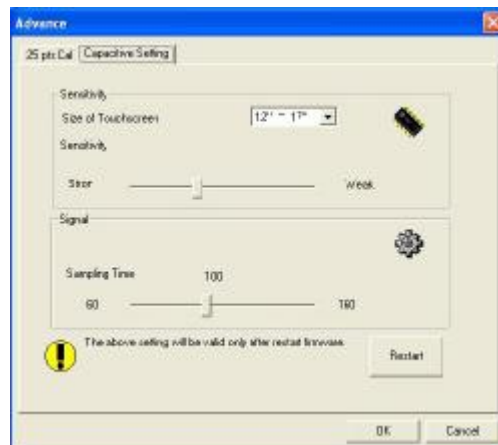 Advance
25 pts Cal Capacitive Setting
Sensitivity
Size of Touchscreen 12" ~ 17"
Sensitivity
Stron Weak
Signal
Sampling Time 100
60 160
The above setting will be valid only after restart firmware.
Restart
OK Cancel